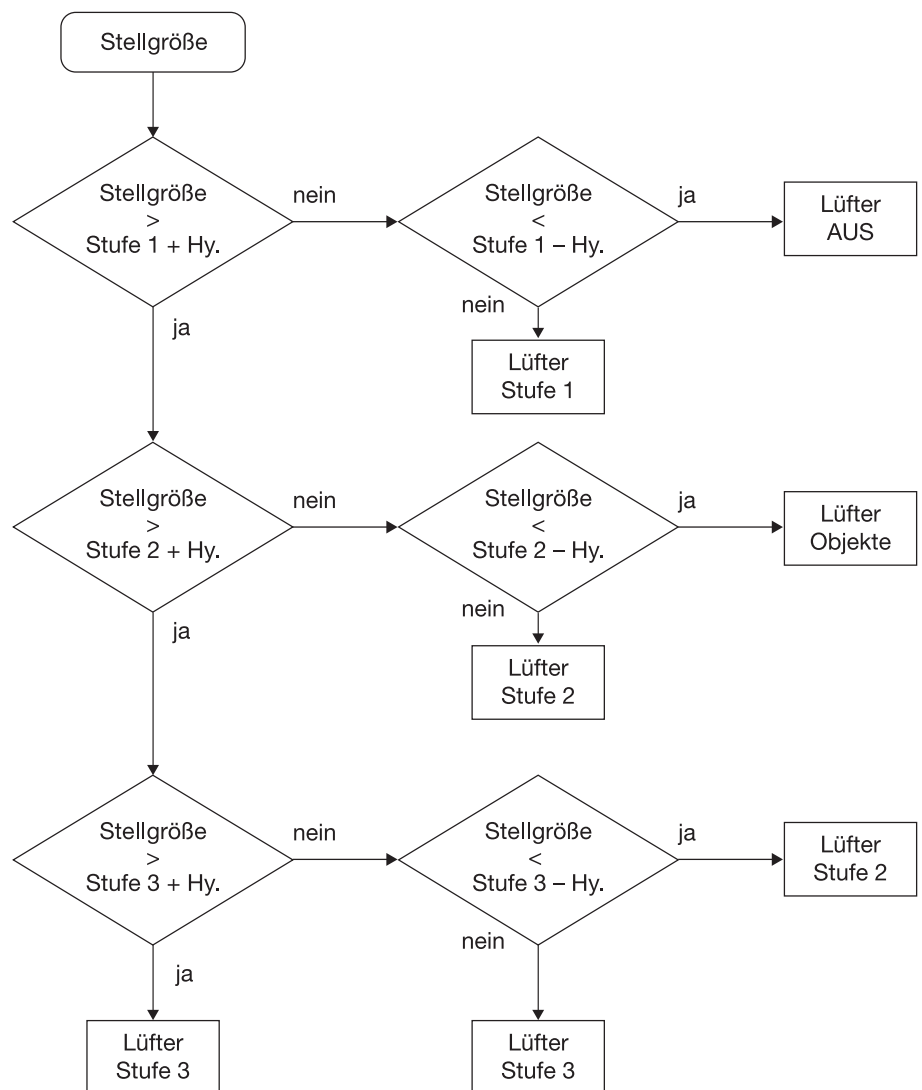 Stellgröße
Stellgröße
>
Stufe 1 + Hy.
nein
Stellgröße
<
Stufe 1 – Hy.
ja
Lüfter
AUS
nein
Lüfter
Stufe 1
ja
Stellgröße
>
Stufe 2 + Hy.
nein
Stellgröße
<
Stufe 2 – Hy.
ja
Lüfter
Objekte
nein
Lüfter
Stufe 2
ja
Stellgröße
>
Stufe 3 + Hy.
nein
Stellgröße
<
Stufe 3 – Hy.
ja
Lüfter
Stufe 2
nein
ja
Lüfter
Stufe 3
Lüfter
Stufe 3